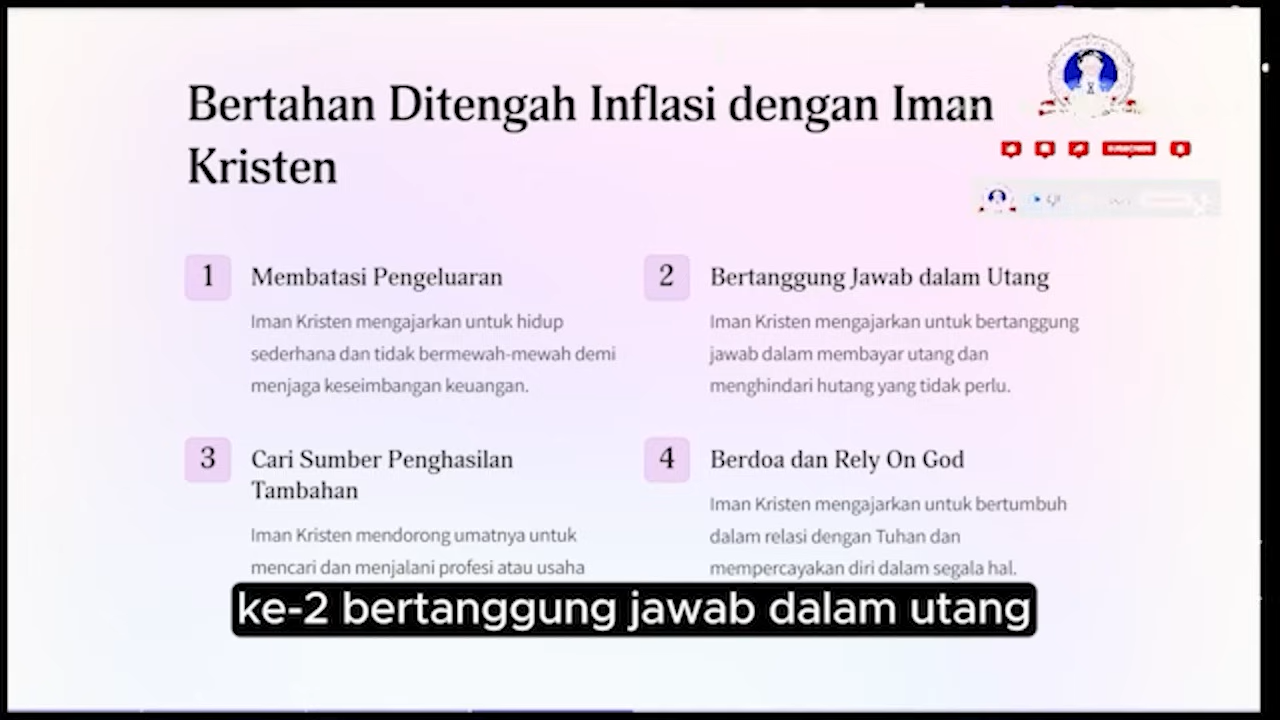 Bertahan Ditengah Inflasi dengan Iman
Kristen
SUBSCRIBE
1
Membatasi Pengeluaran
Iman Kristen mengajarkan untuk hidup
sederhana dan tidak bermewah-mewah demi
menjaga keseimbangan keuangan.
2
Bertanggung Jawab dalam Utang
Iman Kristen mengajarkan untuk bertanggung
jawab dalam membayar utang dan
menghindari hutang yang tidak perlu.
3
Cari Sumber Penghasilan
Tambahan
Iman Kristen mendorong umatnya untuk
mencari dan menjalani profesi atau usaha
4
Berdoa dan Rely On God
Iman Kristen mengajarkan untuk bertumbuh
dalam relasi dengan Tuhan dan
mempercayakan diri dalam segala hal.
ke-2 bertanggung jawab dalam utang